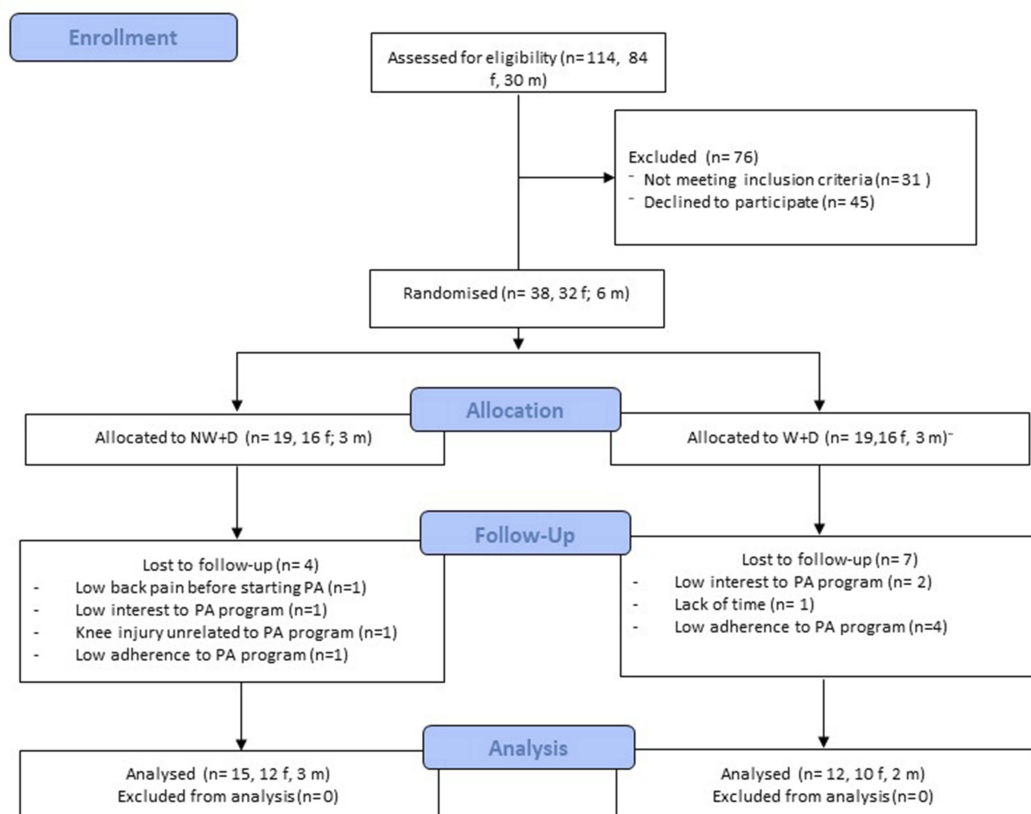 Enrollment
Assessed for eligibility (n= 114, 84
f, 30 m)
Excluded (n= 76)
- Not meeting inclusion criteria (n=31 )
- Declined to participate (n= 45)
Randomised (n= 38, 32 f; 6 m)
Allocation
Allocated to NW+D (n= 19, 16 f; 3 m)
Allocated to W+D (n= 19,16 f, 3 m)-
Follow-Up
Lost to follow-up (n= 4)
- Low back pain before starting PA (n=1)
- Low interest to PA program (n=1)
- Knee injury unrelated to PA program (n=1)
- Low adherence to PA program (n=1)
Lost to follow-up (n= 7)
- Low interest to PA program (n= 2)
- Lack of time (n= 1)
- Low adherence to PA program (n=4)
Analysis
Analysed (n= 15, 12 f, 3 m)
Excluded from analysis (n= 0)
Analysed (n= 12, 10 f, 2 m)
Excluded from analysis (n= 0)